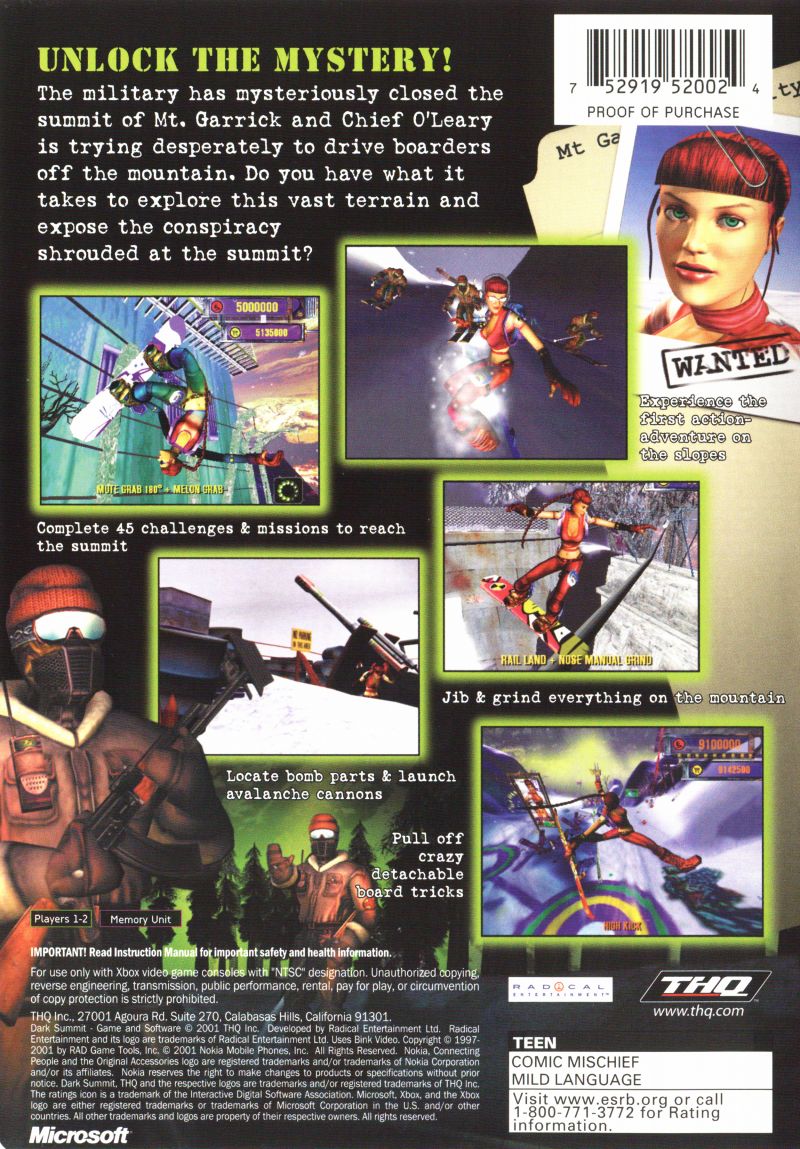 UNLOCK THE MYSTERY!
The military has mysteriously closed the
summit of Mt. Garrick and Chief O'Leary
is trying desperately to drive boarders
off the mountain. Do you have what it
takes to explore this vast terrain and
expose the conspiracy
shrouded at the summit?
7 52919 52002 4
PROOF OF PURCHASE
Mt Ga
ty
WANTED
Experience the
first action-
adventure on
the slopes
5000000
5135000
MUTE GRAB 180° + MELON GRAB
Complete 45 challenges & missions to reach
the summit
RAIL LAND + NOSE MANUAL GRIND
Jib & grind everything on the mountain
NO PARKING
IN THIS AREA
Locate bomb parts & launch
avalanche cannons
9100000
9142500
HIGH KICK
Pull off
crazy
detachable
board tricks
Players 1-2
Memory Unit
IMPORTANT! Read Instruction Manual for important safety and health information.
For use only with Xbox video game consoles with "NTSC" designation. Unauthorized copying,
reverse engineering, transmission, public performance, rental, pay for play, or circumvention
of copy protection is strictly prohibited.
THQ Inc., 27001 Agoura Rd. Suite 270, Calabasas Hills, California 91301.
Dark Summit - Game and Software © 2001 THQ Inc. Developed by Radical Entertainment Ltd. Radical
Entertainment and its logo are trademarks of Radical Entertainment Ltd. Uses Bink Video. Copyright © 1997-
2001 by RAD Game Tools, Inc. © 2001 Nokia Mobile Phones, Inc. All Rights Reserved. Nokia, Connecting
People and the Original Accessories logo are registered trademarks and/or trademarks of Nokia Corporation
and/or its affiliates. Nokia reserves the right to make changes to products or specifications without prior
notice. Dark Summit, THQ and the respective logos are trademarks and/or registered trademarks of THQ Inc.
The ratings icon is a trademark of the Interactive Digital Software Association. Microsoft, Xbox, and the Xbox
logo are either registered trademarks or trademarks of Microsoft Corporation in the U.S. and/or other
countries. All other trademarks and logos are property of their respective owners. All rights reserved.
Microsoft
RADICAL
ENTERTAINMENT™
THQ
www.thq.com
TEEN
COMIC MISCHIEF
MILD LANGUAGE
Visit www.esrb.org or call
1-800-771-3772 for Rating
information.